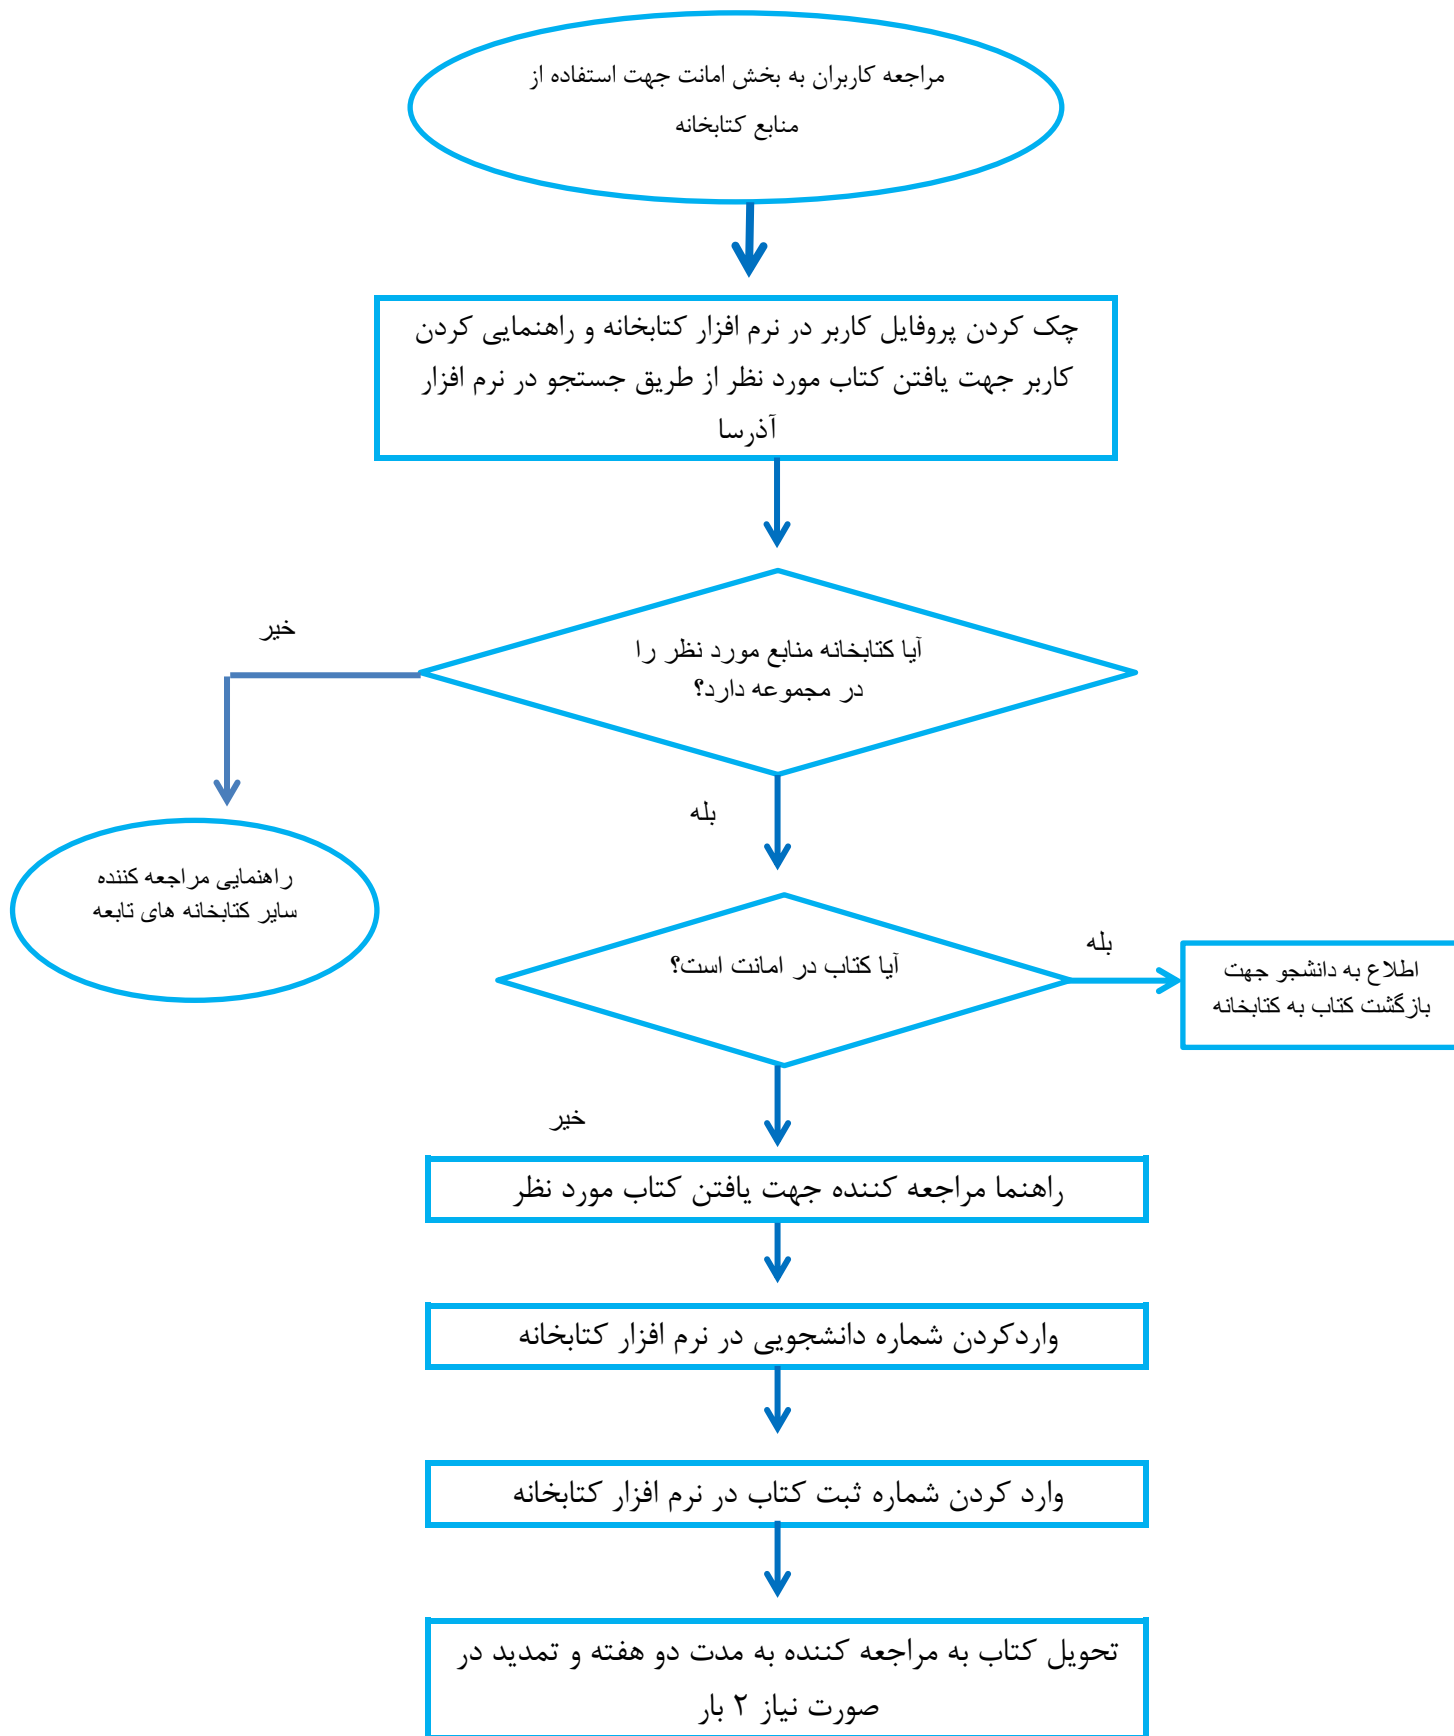 مراجعه کاربران به بخش امانت جهت استفاده از
منابع کتابخانه
چک کردن پروفایل کاربر در نرم افزار کتابخانه و راهنمایی کردن
کاربر جهت یافتن کتاب مورد نظر از طریق جستجو در نرم افزار
آذرسا
خیر
آیا کتابخانه منابع مورد نظر را
در مجموعه دارد؟
بله
راهنمایی مراجعه کننده
سایر کتابخانه های تابعه
آیا کتاب در امانت است؟
بله
اطلاع به دانشجو جهت
بازگشت کتاب به کتابخانه
خیر
راهنما مراجعه کننده جهت یافتن کتاب مورد نظر
واردکردن شماره دانشجویی در نرم افزار کتابخانه
وارد کردن شماره ثبت کتاب در نرم افزار کتابخانه
تحویل کتاب به مراجعه کننده به مدت دو هفته و تمدید در
صورت نیاز ۲ بار